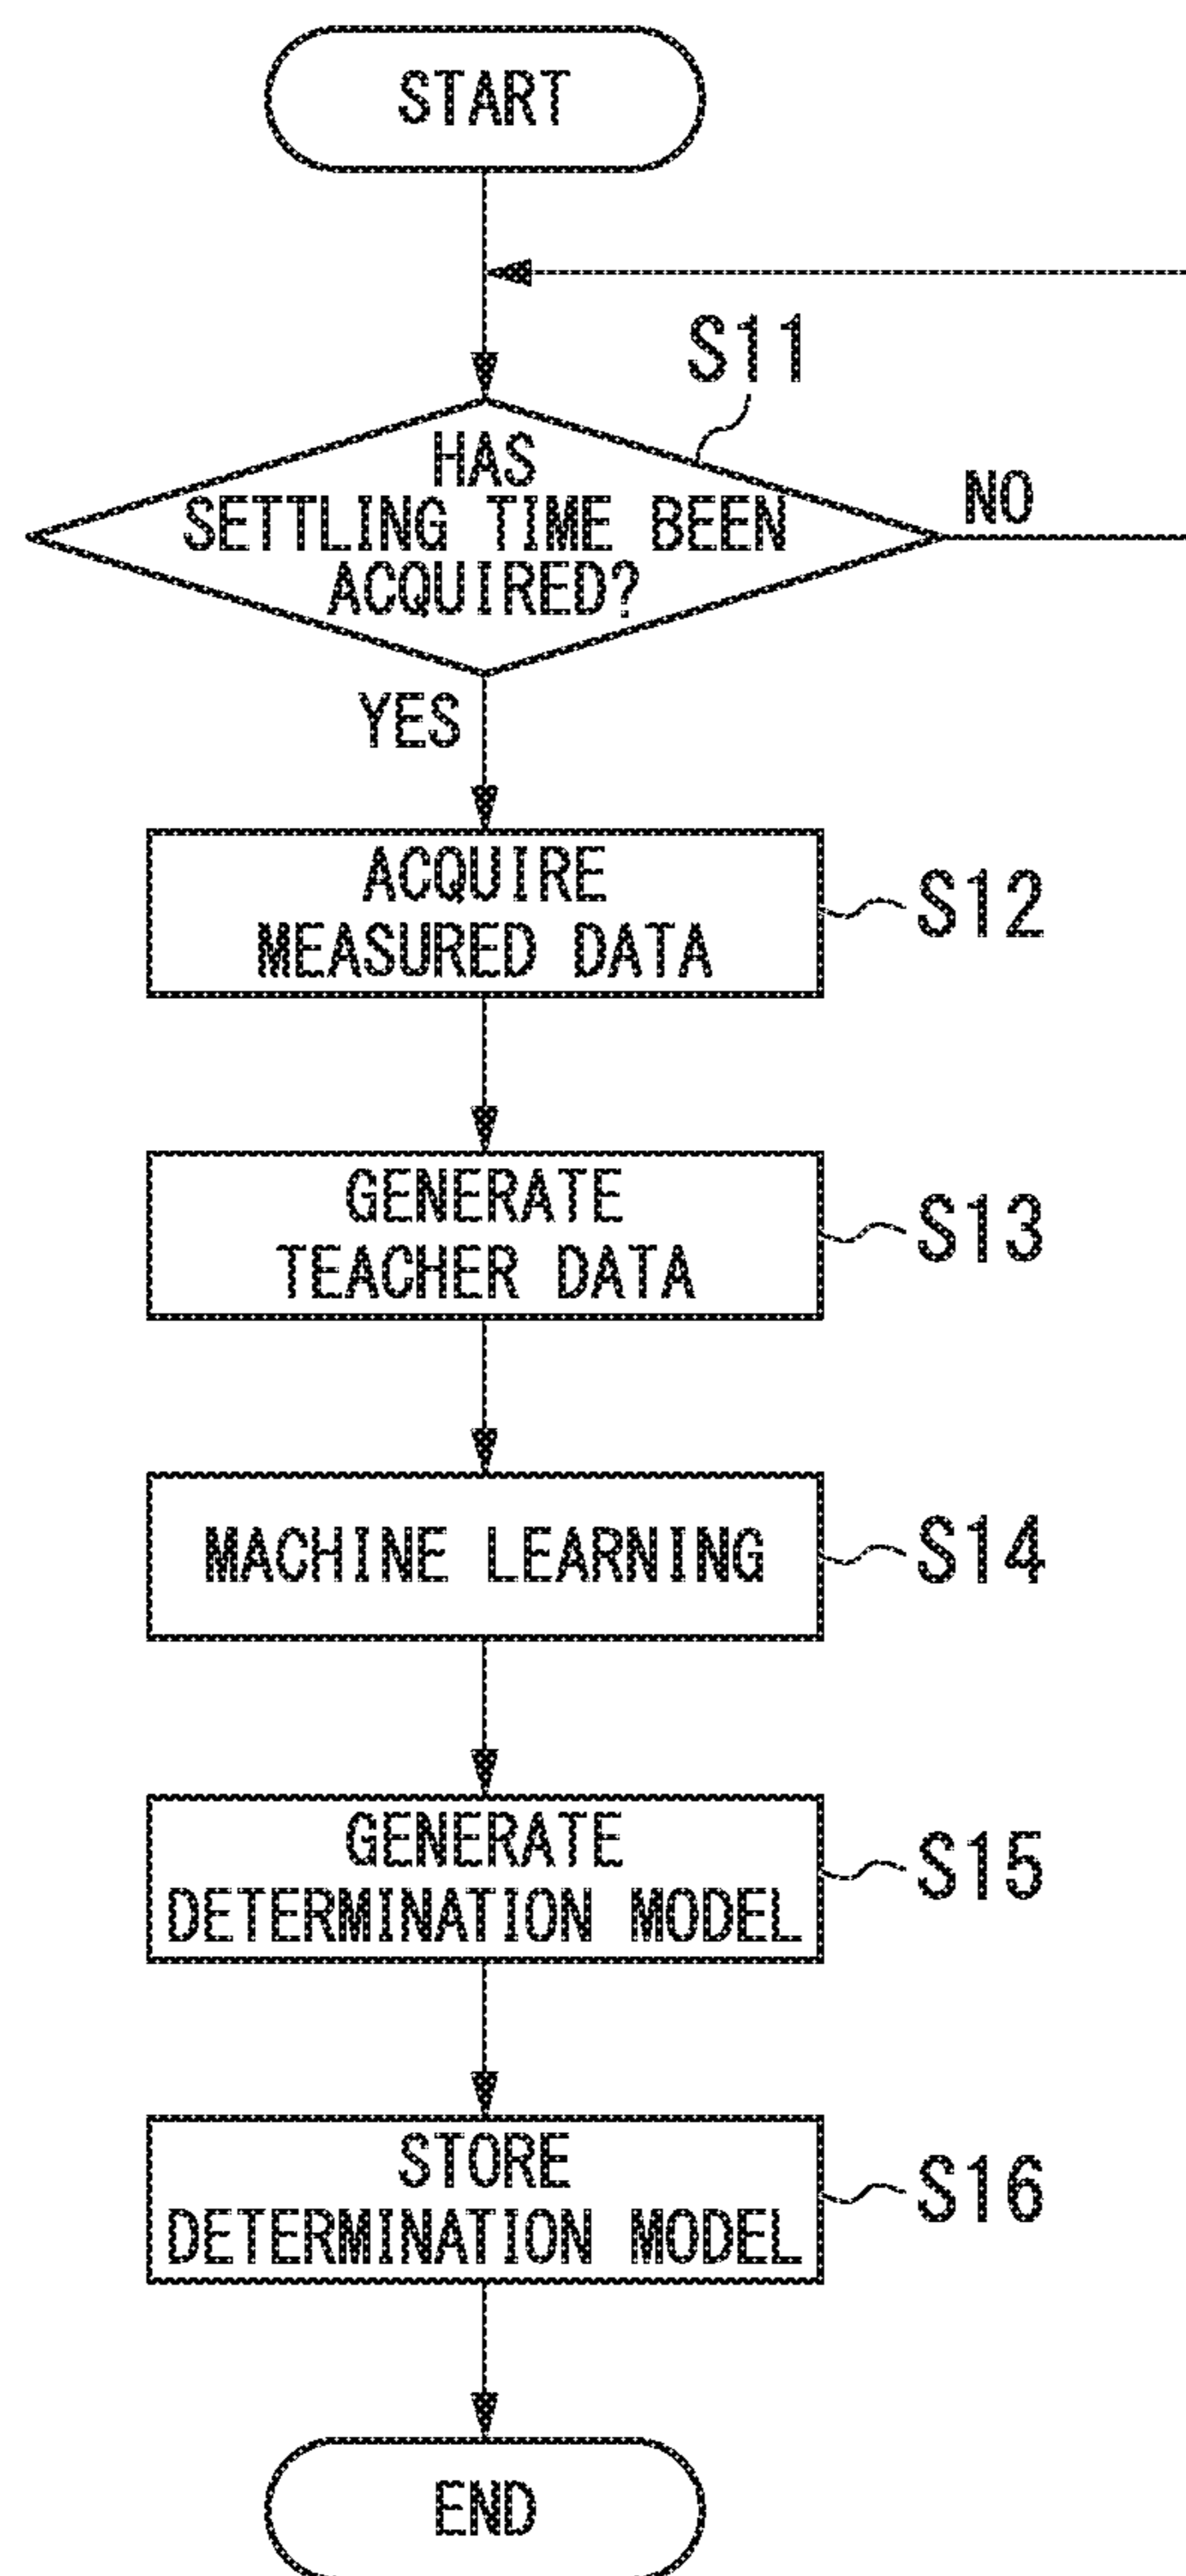 START
S11
HAS
SETTLING TIME BEEN
ACQUIRED?
NO
YES
ACQUIRE
MEASURED DATA
S12
GENERATE
TEACHER DATA
S13
MACHINE LEARNING
S14
GENERATE
DETERMINATION MODEL
S15
STORE
DETERMINATION MODEL
S16
END